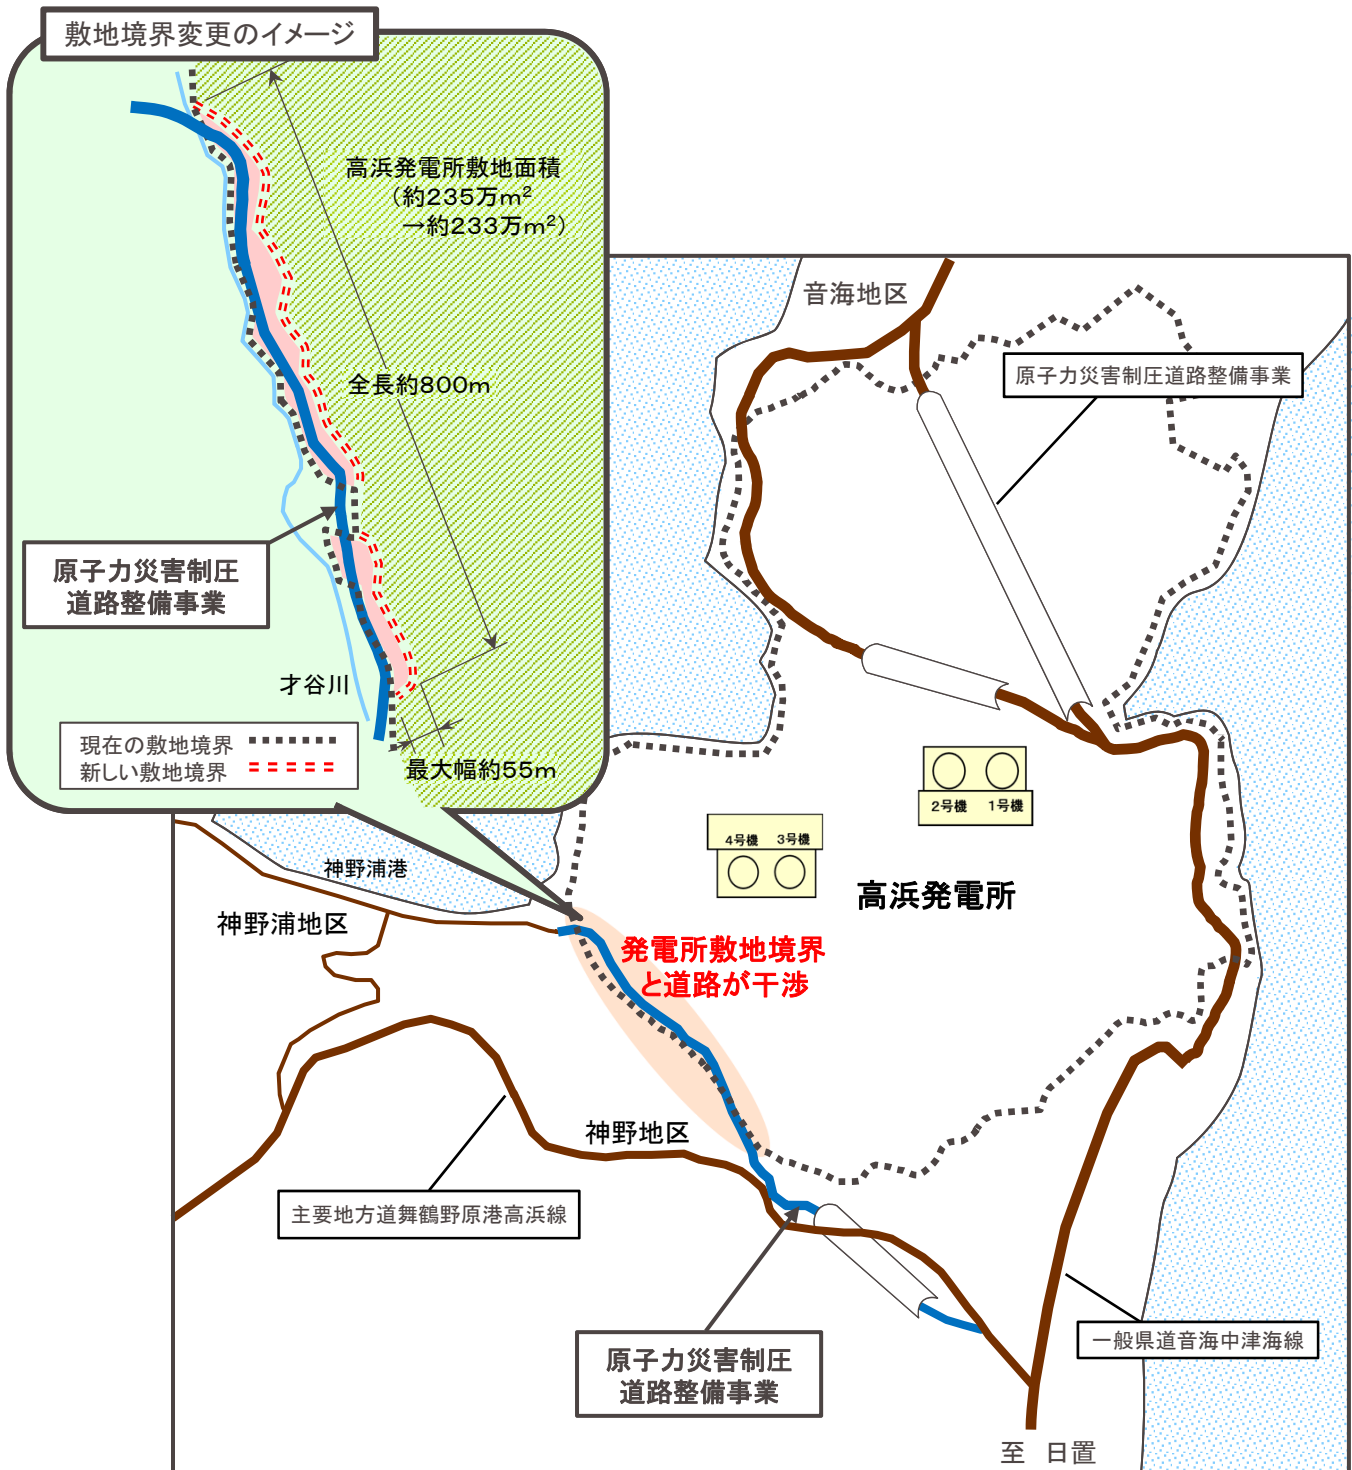 敷地境界変更のイメージ
高浜発電所敷地面積
（約235万m²
→約233万m²）
全長約800m
原子力災害制圧
道路整備事業
才谷川
現在の敷地境界
新しい敷地境界
最大幅約55m
音海地区
原子力災害制圧道路整備事業
2号機 1号機
4号機 3号機
高浜発電所
神野浦港
神野浦地区
発電所敷地境界
と道路が干渉
神野地区
主要地方道舞鶴野原港高浜線
原子力災害制圧
道路整備事業
一般県道音海中津海線
至 日置